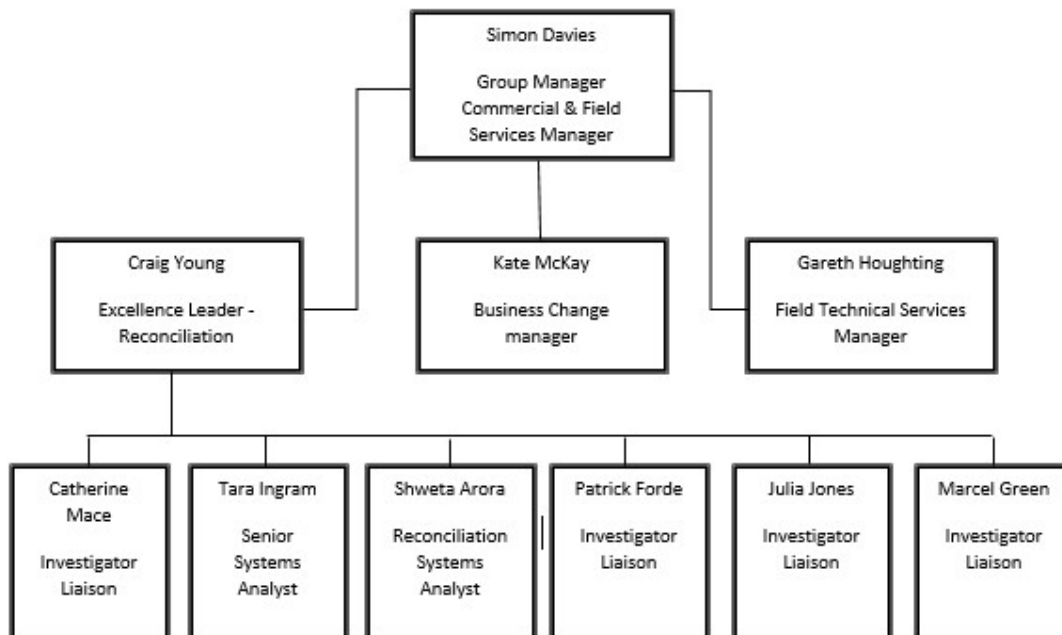 Simon Davies
Group Manager
Commercial & Field
Services Manager
Craig Young
Excellence Leader -
Reconciliation
Kate McKay
Business Change
manager
Gareth Houghting
Field Technical Services
Manager
Catherine
Mace
Investigator
Liaison
Tara Ingram
Senior
Systems
Analyst
Shweta Arora
Reconciliation
Systems
Analyst
Patrick Forde
Investigator
Liaison
Julia Jones
Investigator
Liaison
Marcel Green
Investigator
Liaison